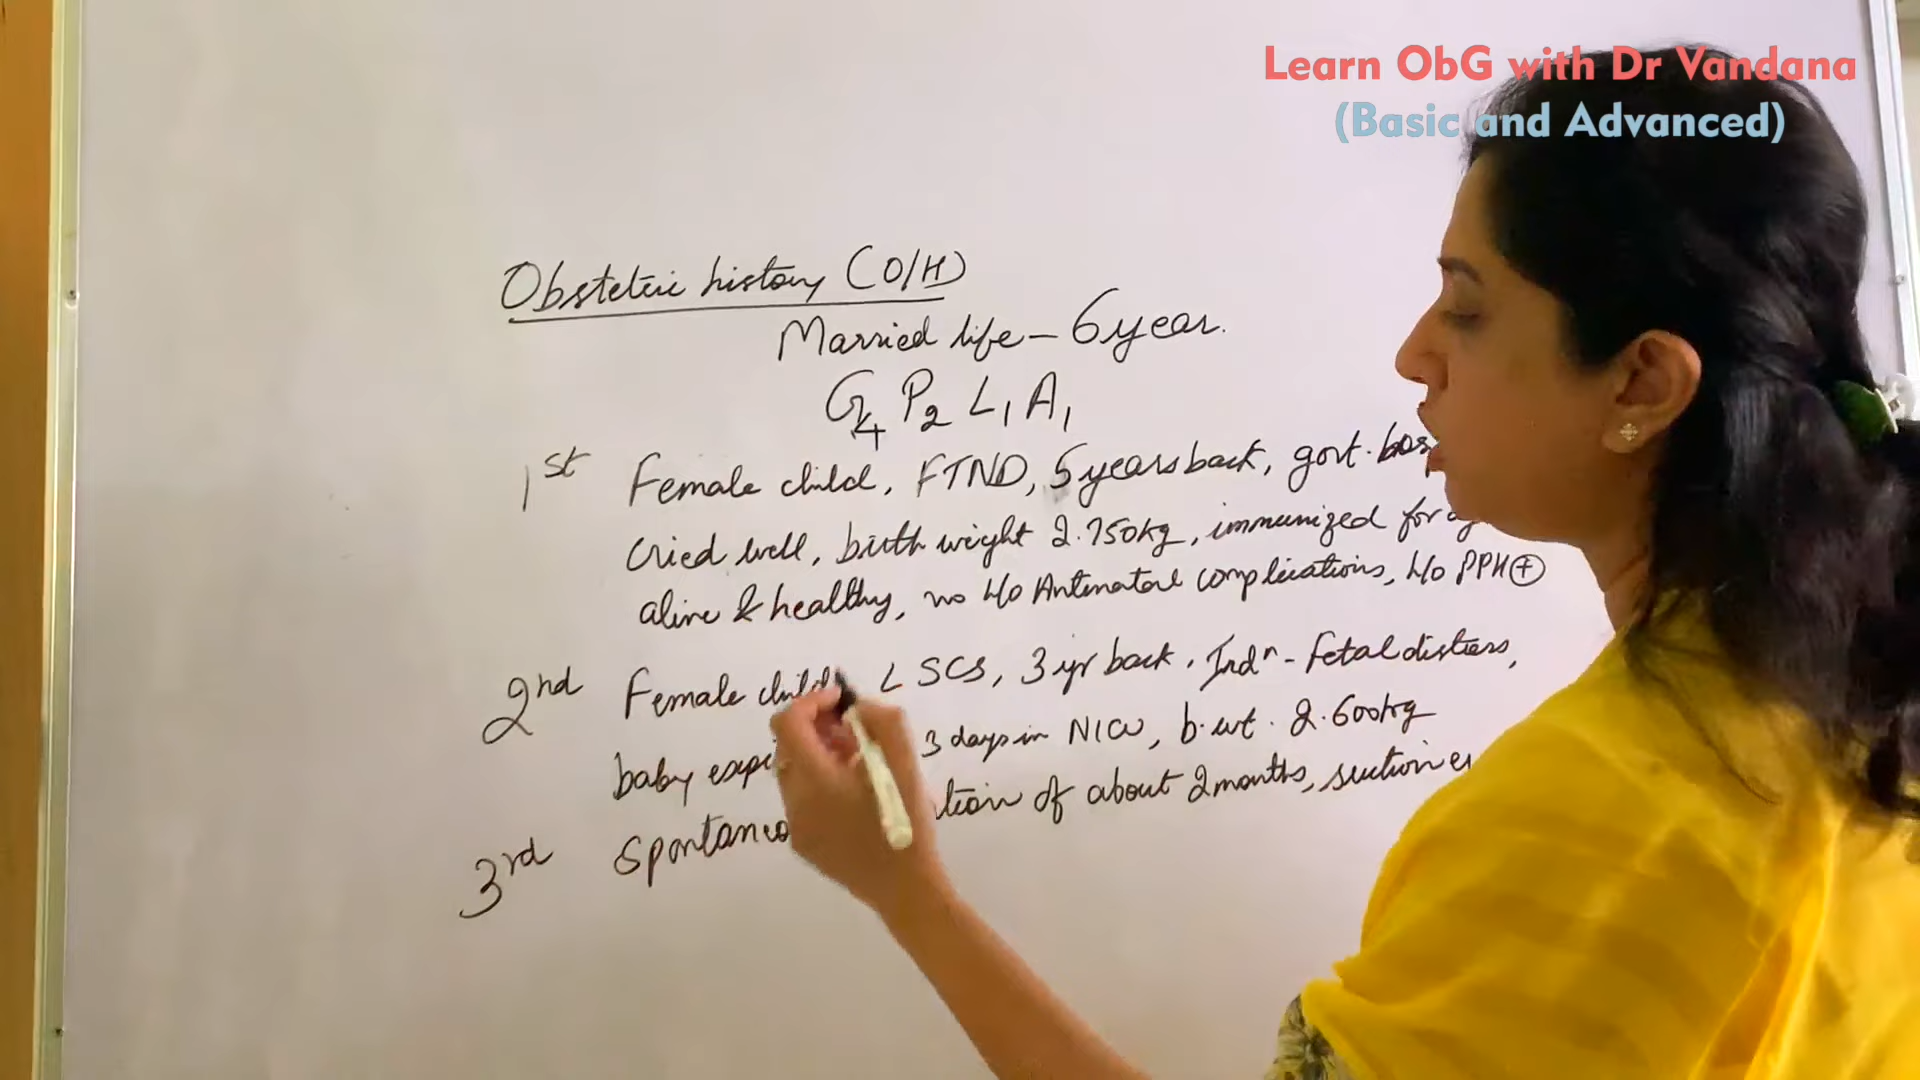 Learn ObG with Dr Vandana
(Basic and Advanced)
Obstetric history (O/H)
Married life - 6 year.
G4 P2 L1 A1
1st Female child, FTND, 5 years back, govt.
cried well, birth weight 2.750kg, immunized for
alive & healthy, no H/o Antenatal complications, H/o PPH +
2nd Female child LSCS, 3 yr back. Indn - Fetal distress,
baby 3 days in NICU, b.wt. 2.600kg
3rd of about 2 months, suction